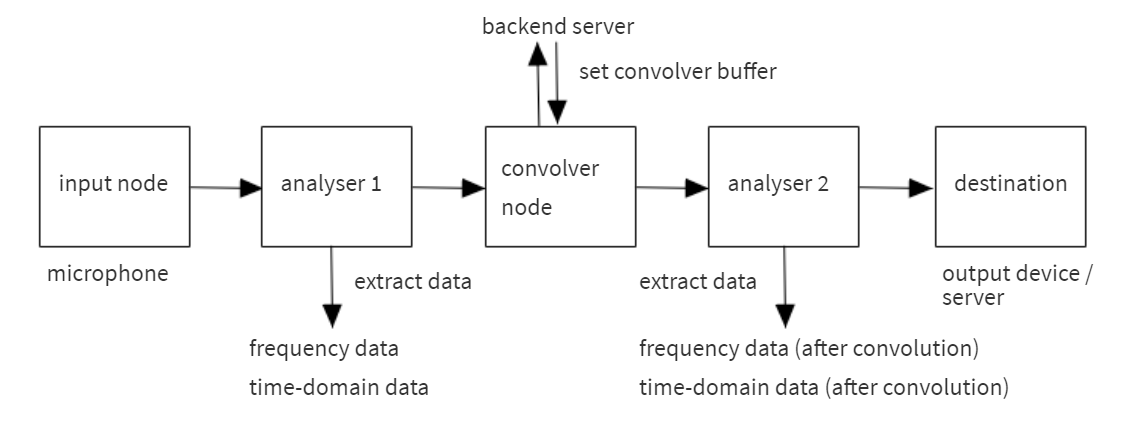 backend server
set convolver buffer
input node
analyser 1
convolver
node
analyser 2
destination
microphone
extract data
extract data
output device /
server
frequency data
time-domain data
frequency data (after convolution)
time-domain data (after convolution)